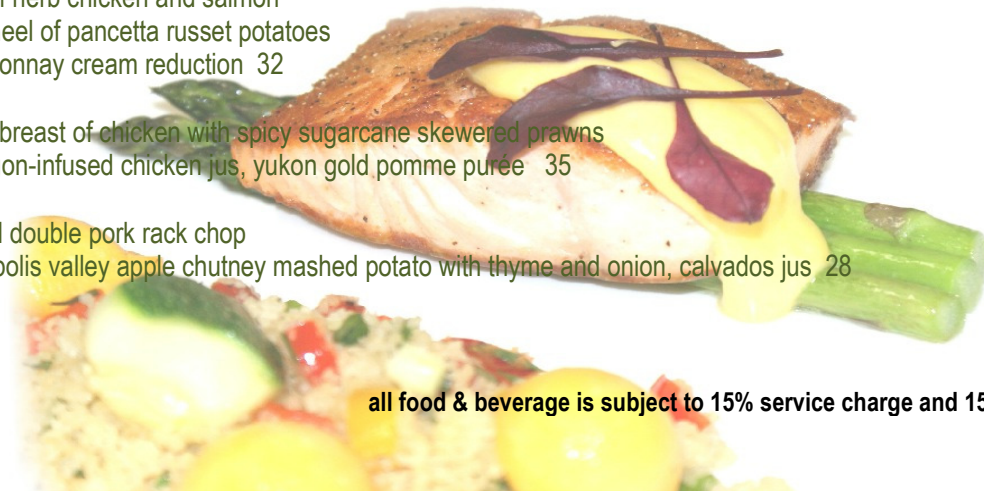 herb chicken and salmon
eel of pancetta russet potatoes
onnay cream reduction 32
breast of chicken with spicy sugarcane skewered prawns
on-infused chicken jus, yukon gold pomme purée 35
double pork rack chop
polis valley apple chutney mashed potato with thyme and onion, calvados jus 28
all food & beverage is subject to 15% service charge and 15